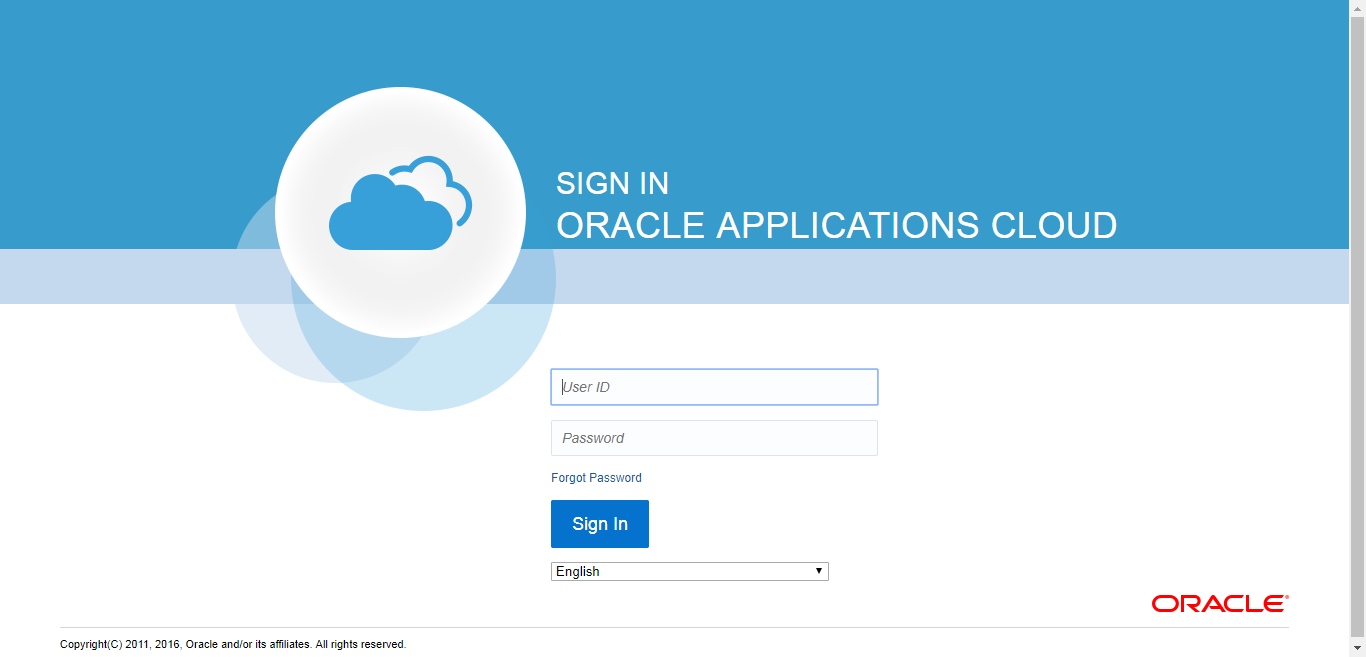 SIGN IN
ORACLE APPLICATIONS CLOUD
User ID
Password
Forgot Password
Sign In
English
ORACLE®
Copyright(C) 2011, 2016, Oracle and/or its affiliates. All rights reserved.